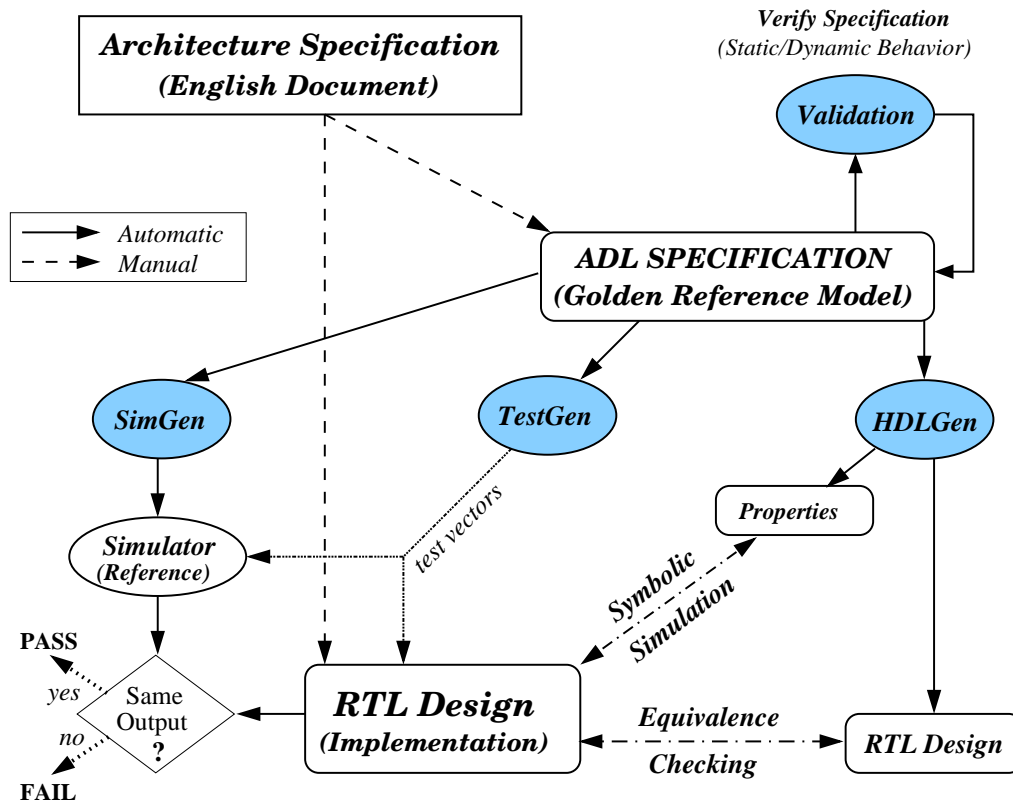 Verify Specification
(Static/Dynamic Behavior)
Architecture Specification
(English Document)
Validation
Automatic
Manual
ADL SPECIFICATION
(Golden Reference Model)
SimGen
TestGen
HDLGen
test vectors
Properties
Simulator
(Reference)
Symbolic
Simulation
PASS
yes
Same
Output
?
no
FAIL
RTL Design
(Implementation)
Equivalence
Checking
RTL Design